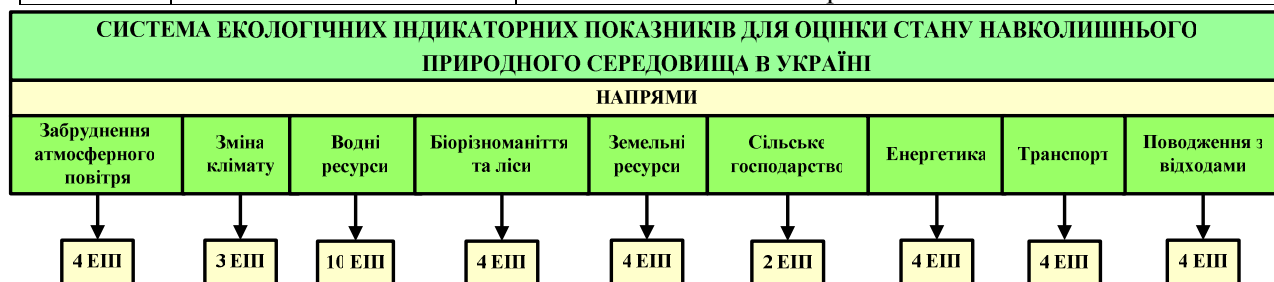 СИСТЕМА ЕКОЛОГІЧНИХ ІНДИКАТОРНИХ ПОКАЗНИКІВ ДЛЯ ОЦІНКИ СТАНУ НАВКОЛИШНЬОГО
ПРИРОДНОГО СЕРЕДОВИЩА В УКРАЇНІ
НАПРЯМИ
Забруднення
атмосферного
повітря
Зміна
клімату
Водні
ресурси
Біорізноманіття
та ліси
Земельні
ресурси
Сільське
господарство
Енергетика
Транспорт
Поводження з
відходами
4 ЕІП
3 ЕІП
10 ЕІП
4 ЕІП
4 ЕІП
2 ЕІП
4 ЕІП
4 ЕІП
4 ЕІП